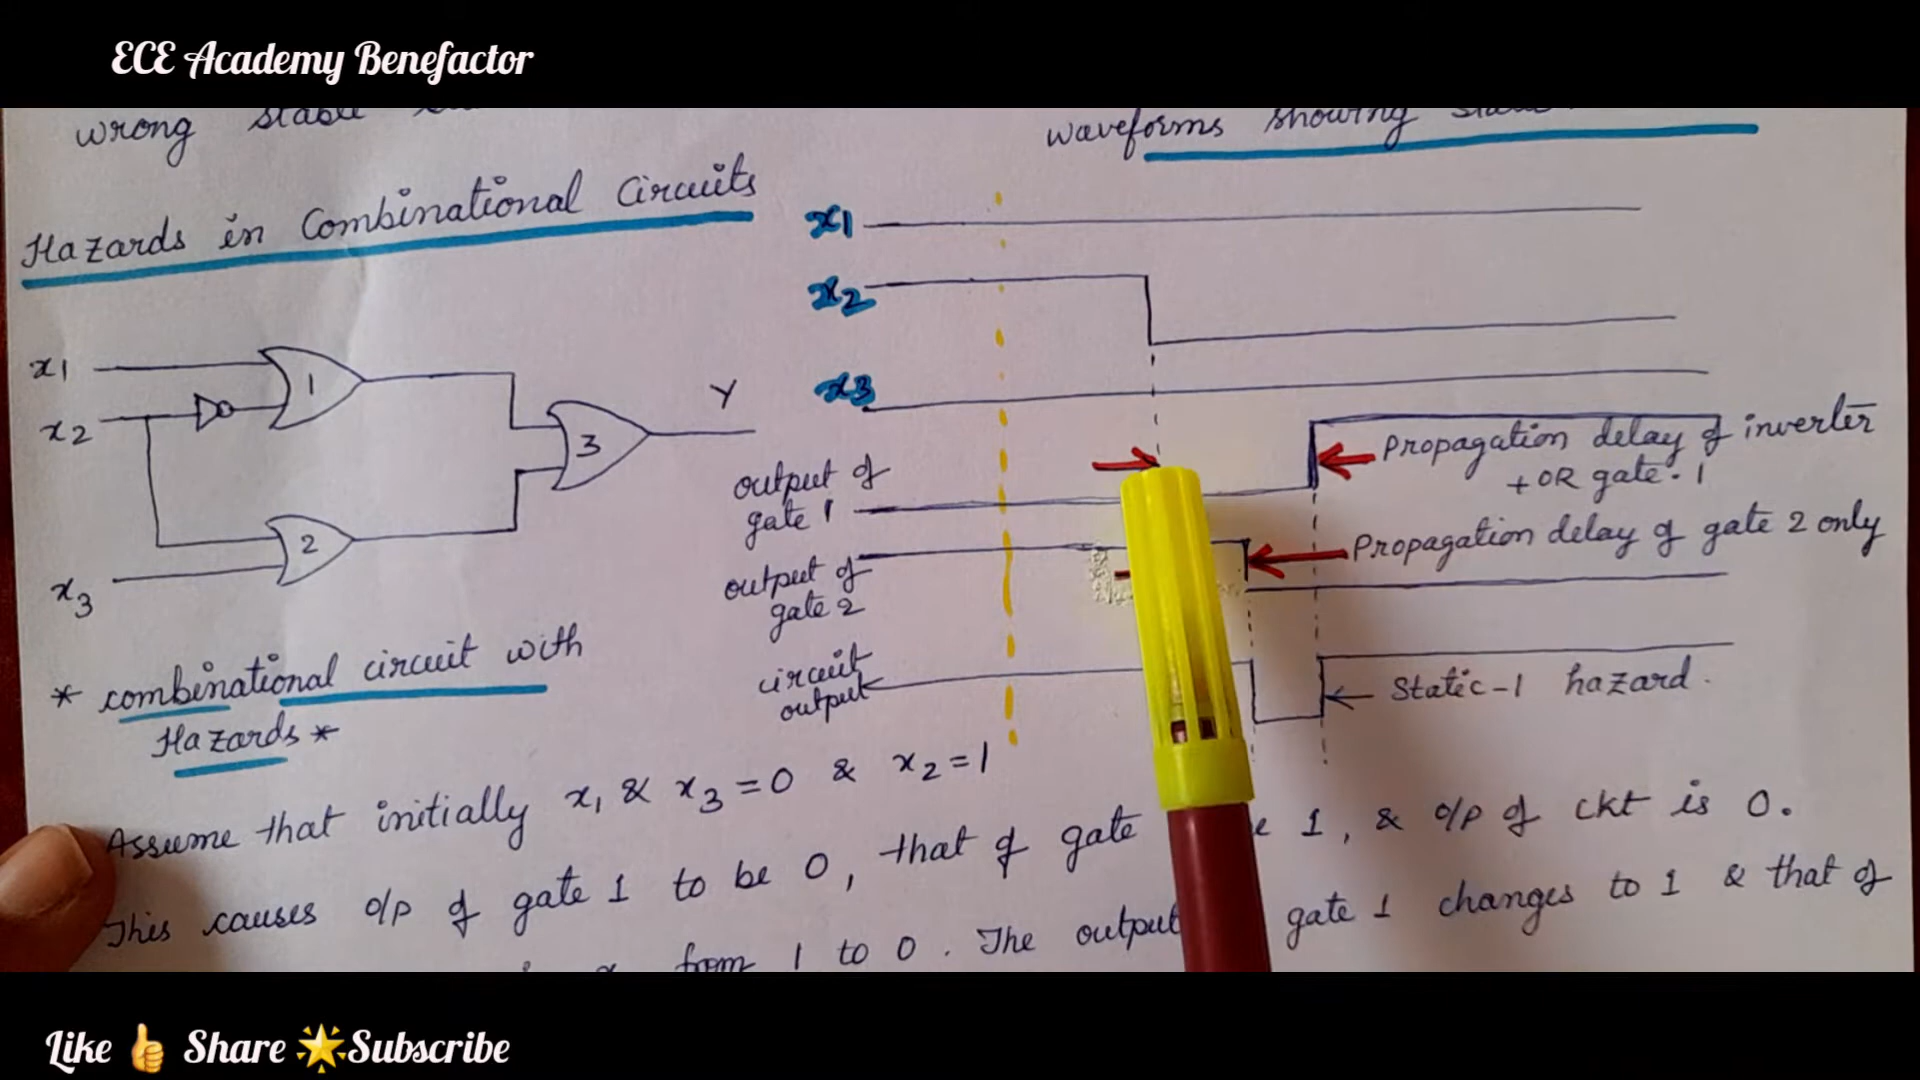 ECE Academy Benefactor
wrong stable
Hazards in Combinational Circuits
x1
x2
x3
1
2
3
Y
* combinational circuit with
Hazards *
waveforms showing
x1
x2
x3
output of
gate 1
output of
gate 2
circuit
output
Propagation delay of inverter
+ OR gate-1
Propagation delay of gate 2 only
Static-1 hazard.
Assume that initially x1 & x3 = 0 & x2 = 1
This causes o/p of gate 1 to be 0, that of gate 1, & o/p of ckt is 0.
from 1 to 0. The output gate 1 changes to 1 & that of
Like 👍 Share 🌟Subscribe